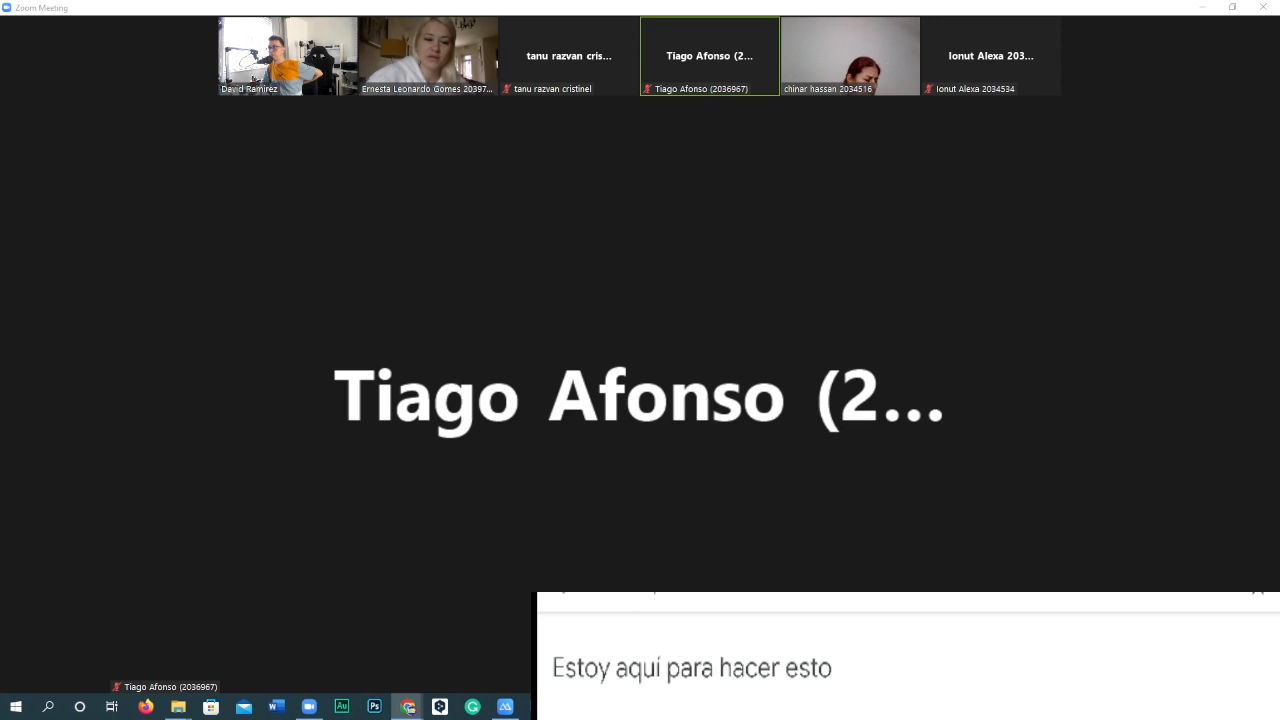 Zoom Meeting
tanu razvan cris...
Tiago Afonso (2...
Ionut Alexa 203...
David Ramirez
Ernesta Leonardo Gomes 20397...
tanu razvan cristinel
Tiago Afonso (2036967)
chinar hassan 2034516
Ionut Alexa 2034534
Tiago Afonso (2...
Estoy aquí para hacer esto
Tiago Afonso (2036967)
W
Au
Ps